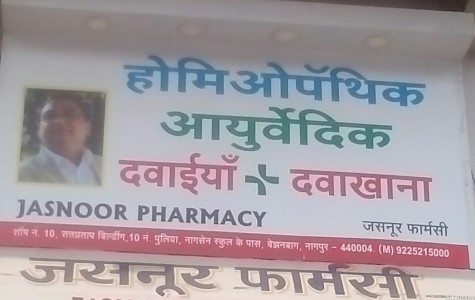 होमिओपॅथिक
आयुर्वेदिक
दवाईयाँ + दवाखाना
JASNOOR PHARMACY
जसनूर फार्मसी
शॉप नं. 10, सत्तप्रताप बिल्डींग,10 नं. पुलिया, नागसेन स्कुल के पास, बेझनबाग, नागपुर - 440004. (M) 9225215000
जसनूर फार्मसी